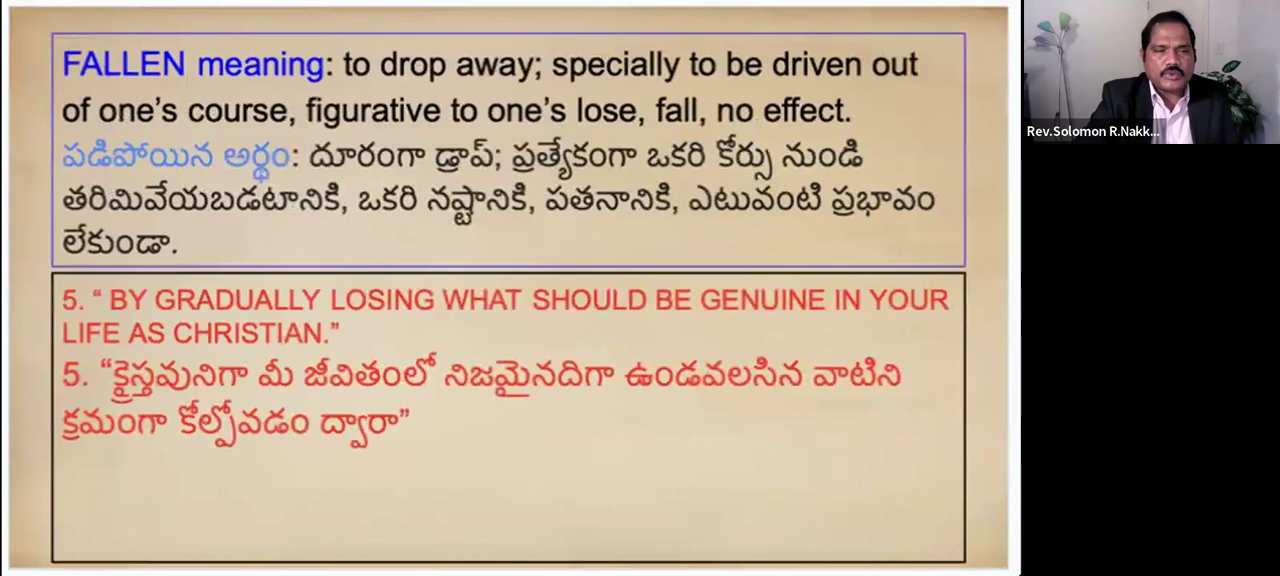 FALLEN meaning: to drop away; specially to be driven out
of one's course, figurative to one's lose, fall, no effect.
పడిపోయిన అర్థం: దూరంగా డ్రాప్; ప్రత్యేకంగా ఒకరి కోర్సు నుండి
తరిమివేయబడటానికి, ఒకరి నష్టానికి, పతనానికి, ఎటువంటి ప్రభావం
లేకుండా.
5. “ BY GRADUALLY LOSING WHAT SHOULD BE GENUINE IN YOUR
LIFE AS CHRISTIAN.”
5. “క్రైస్తవునిగా మీ జీవితంలో నిజమైనదిగా ఉండవలసిన వాటిని
క్రమంగా కోల్పోవడం ద్వారా”
Rev.Solomon R.Nakk...